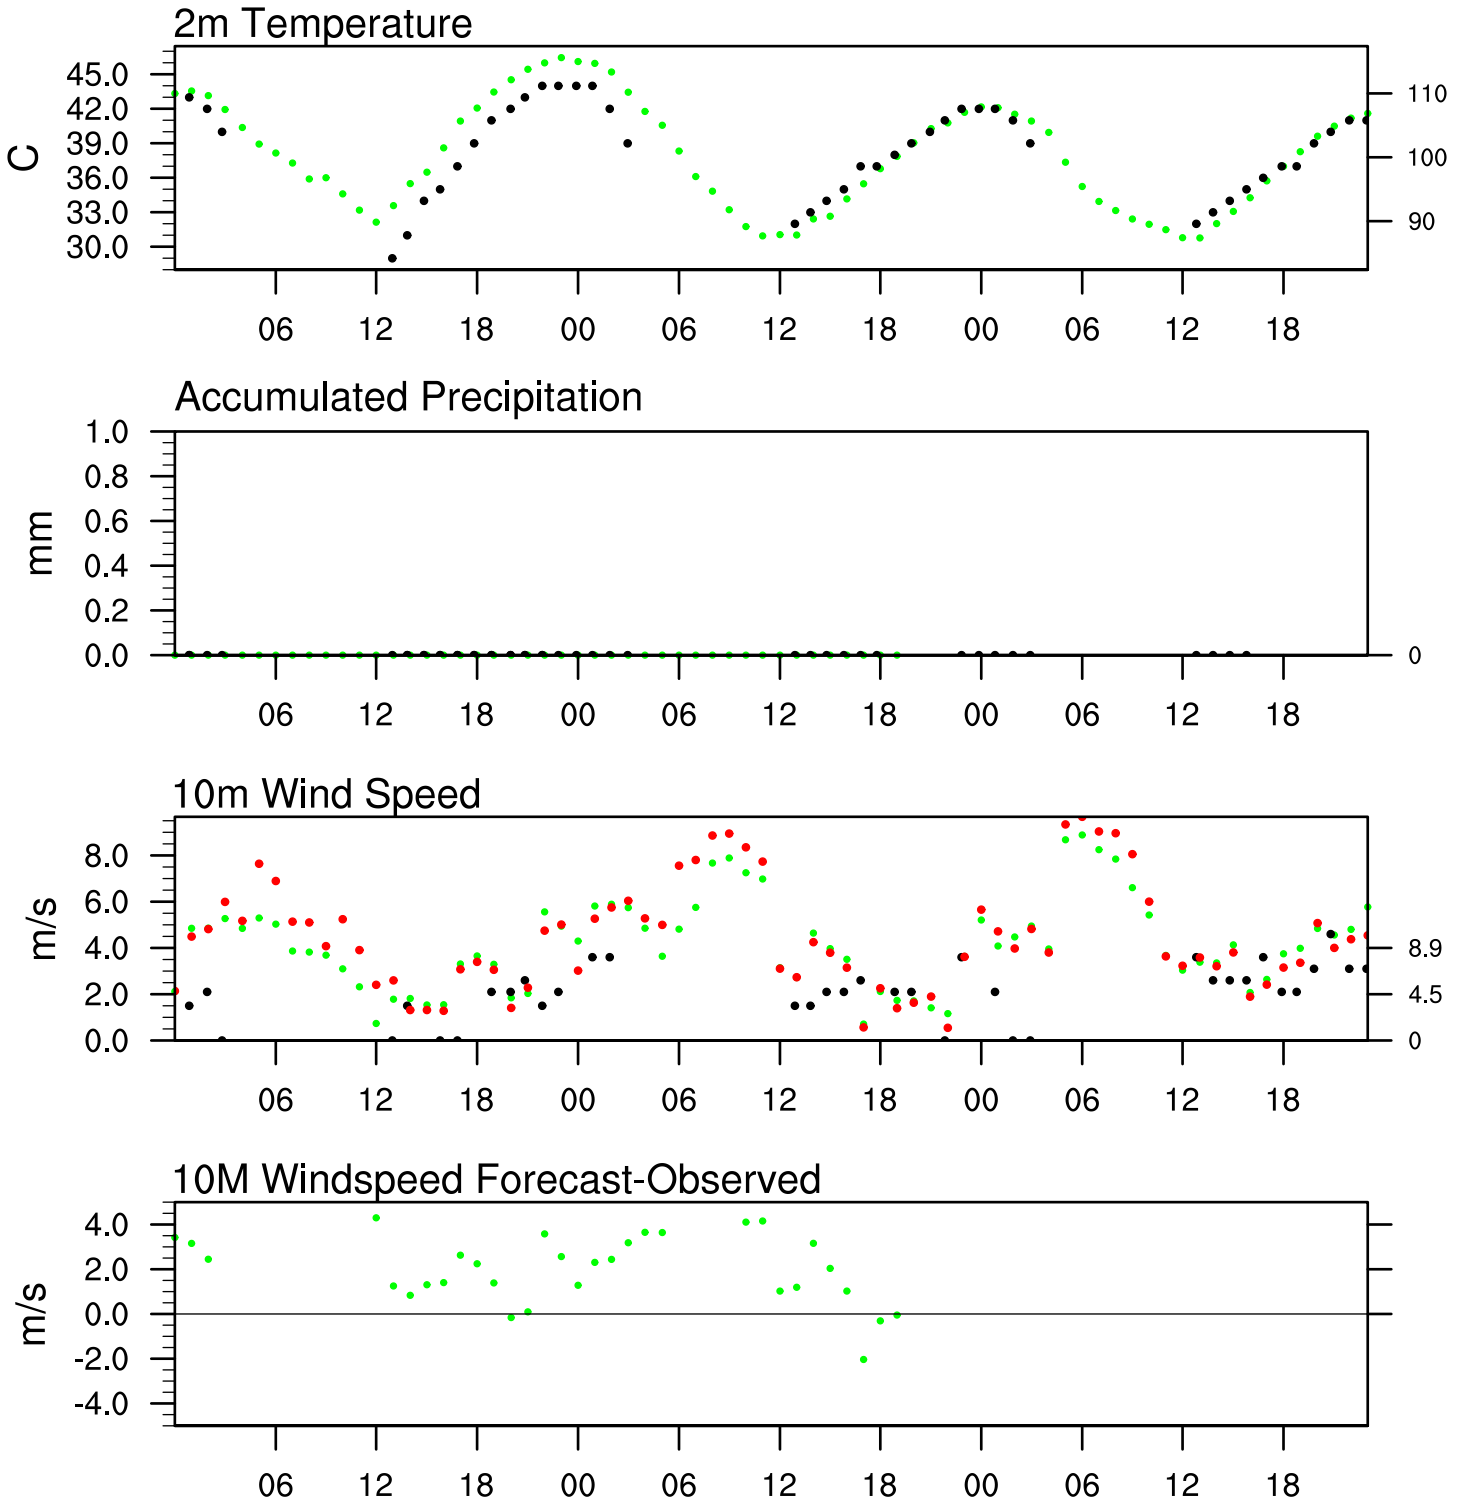 2m Temperature
45.0
42.0
39.0
36.0
33.0
30.0
C
110
100
90
06 12 18 00 06 12 18 00 06 12 18
Accumulated Precipitation
1.0
0.8
0.6
0.4
0.2
0.0
mm
0
06 12 18 00 06 12 18 00 06 12 18
10m Wind Speed
8.0
6.0
4.0
2.0
0.0
m/s
8.9
4.5
0
06 12 18 00 06 12 18 00 06 12 18
10M Windspeed Forecast-Observed
4.0
2.0
0.0
-2.0
-4.0
m/s
06 12 18 00 06 12 18 00 06 12 18